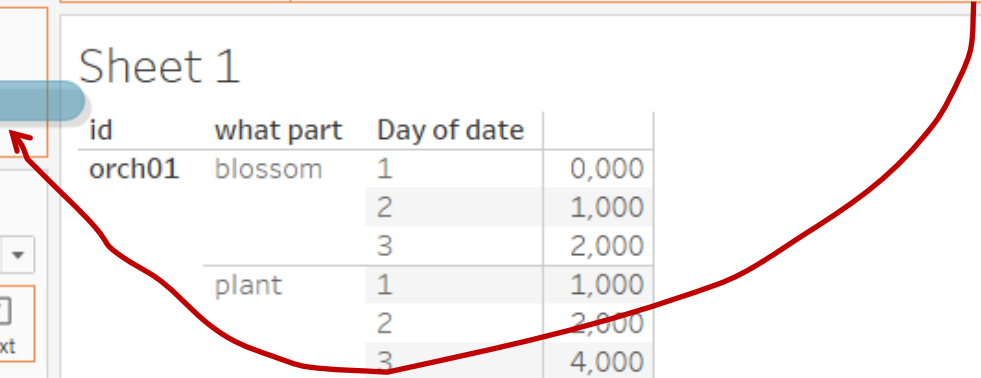 Sheet 1
id what part Day of date
orch01 blossom 1 0,000
2 1,000
3 2,000
plant 1 1,000
2 2,000
xt
3 4,000